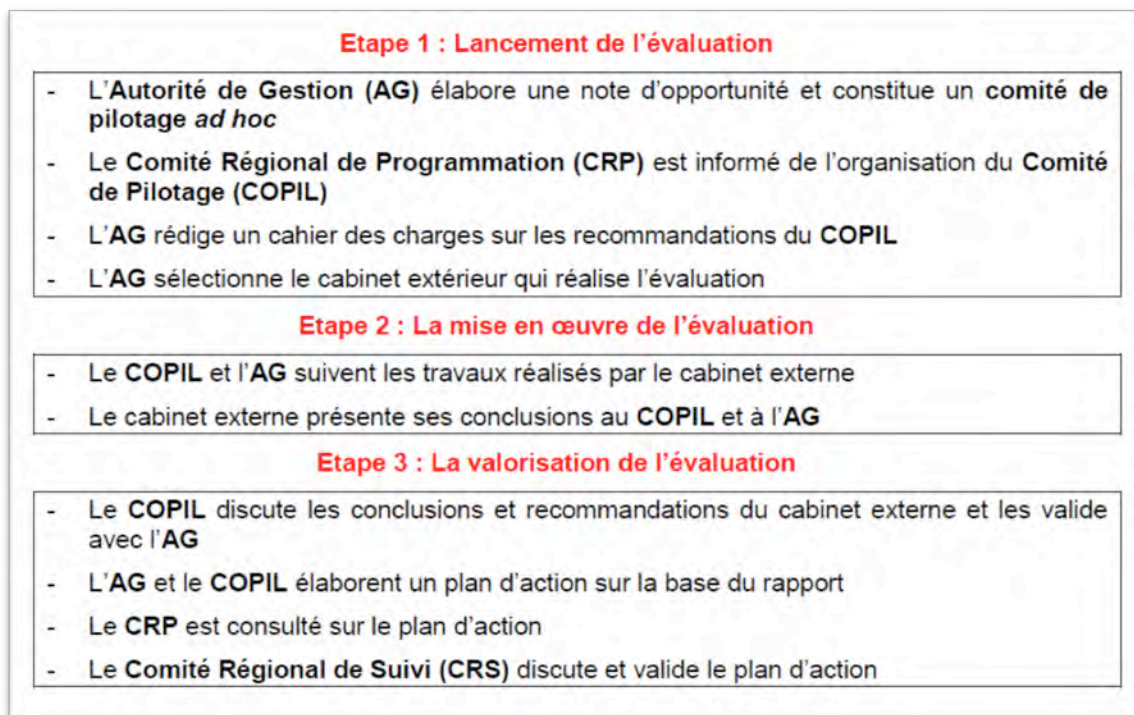 Etape 1 : Lancement de l'évaluation
- L'Autorité de Gestion (AG) élabore une note d'opportunité et constitue un comité de
pilotage ad hoc
- Le Comité Régional de Programmation (CRP) est informé de l'organisation du Comité
de Pilotage (COPIL)
- L'AG rédige un cahier des charges sur les recommandations du COPIL
- L'AG sélectionne le cabinet extérieur qui réalise l'évaluation
Etape 2 : La mise en œuvre de l'évaluation
- Le COPIL et l'AG suivent les travaux réalisés par le cabinet externe
- Le cabinet externe présente ses conclusions au COPIL et à l'AG
Etape 3 : La valorisation de l'évaluation
- Le COPIL discute les conclusions et recommandations du cabinet externe et les valide
avec l'AG
- L'AG et le COPIL élaborent un plan d'action sur la base du rapport
- Le CRP est consulté sur le plan d'action
- Le Comité Régional de Suivi (CRS) discute et valide le plan d'action